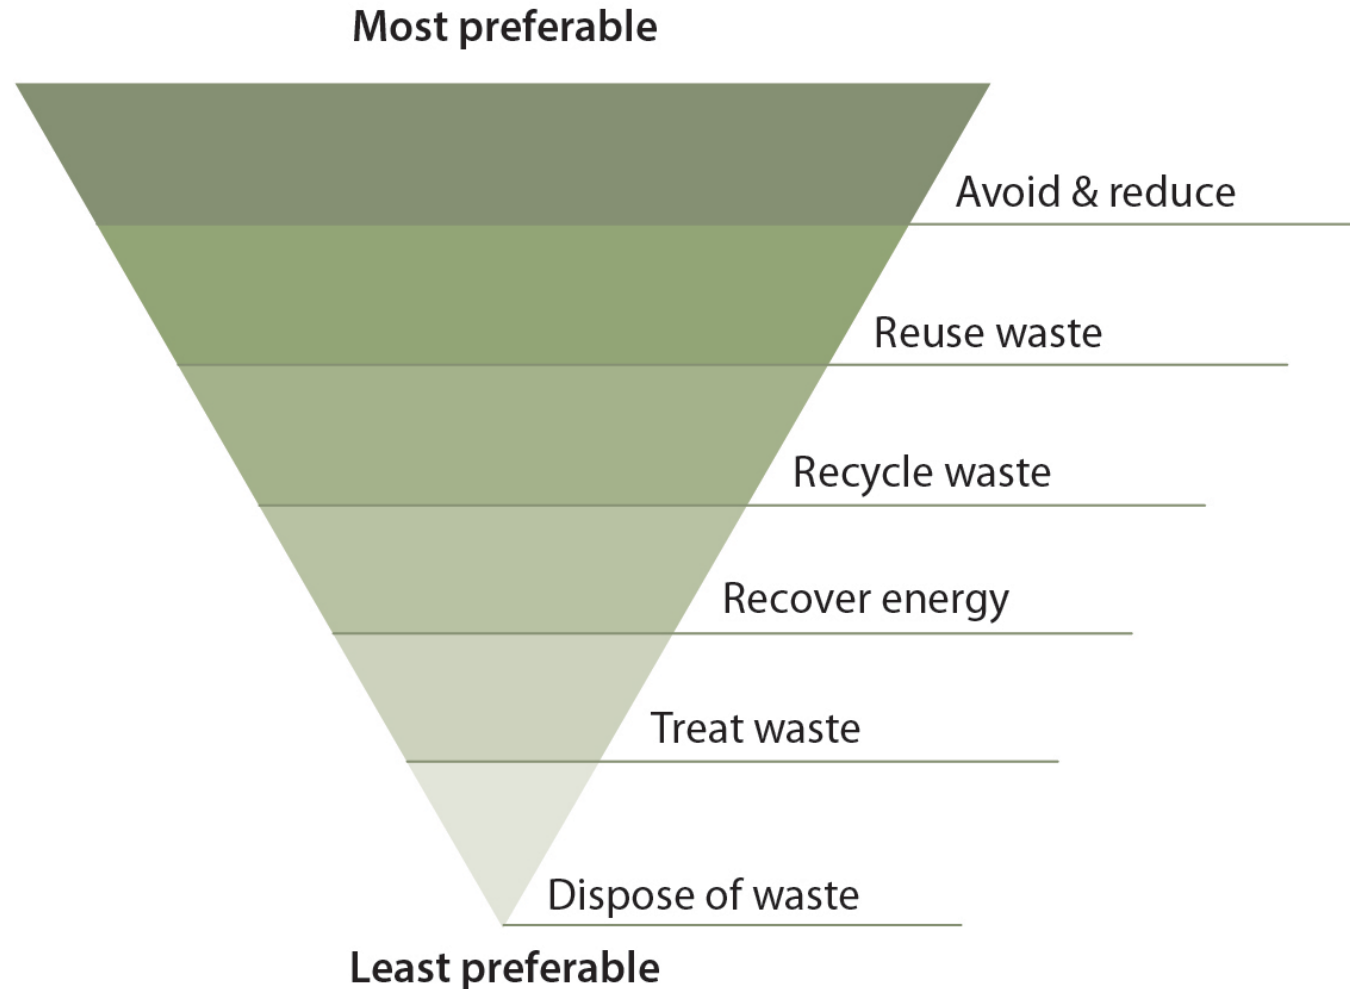 Most preferable
Avoid & reduce
Reuse waste
Recycle waste
Recover energy
Treat waste
Dispose of waste
Least preferable